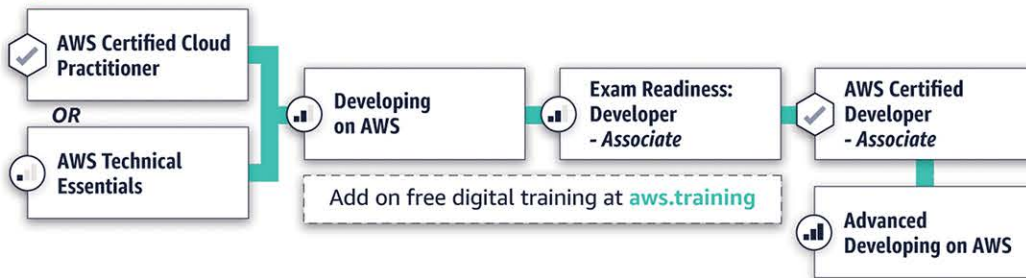 AWS Certified Cloud
Practitioner
OR
AWS Technical
Essentials
Developing
on AWS
Exam Readiness:
Developer
- Associate
AWS Certified
Developer
- Associate
Add on free digital training at aws.training
Advanced
Developing on AWS